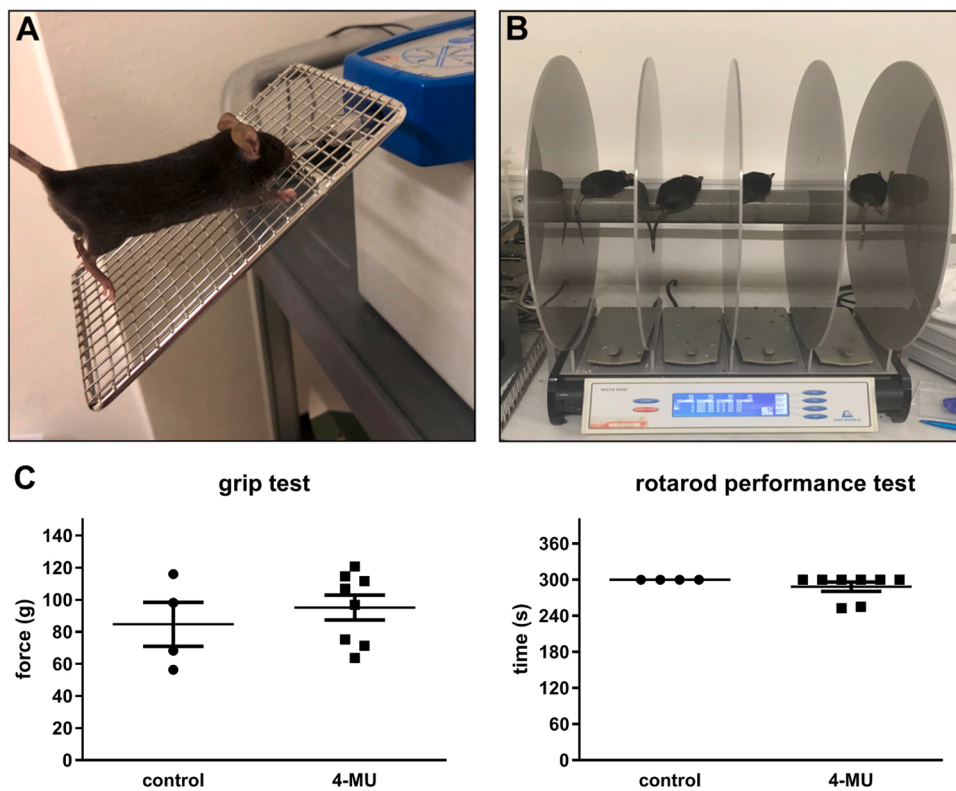 A
B
C
grip test
force (g)
140
120
100
80
60
40
20
0
control
4-MU
rotarod performance test
time (s)
360
300
240
180
120
60
0
control
4-MU